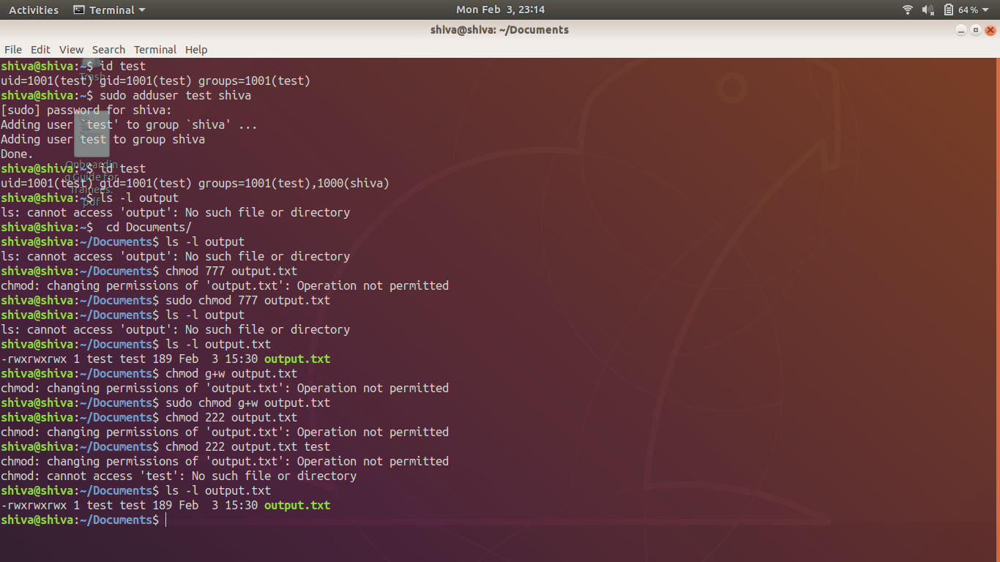 Activities Terminal Mon Feb 3, 23:14 64%
shiva@shiva: ~/Documents
File Edit View Search Terminal Help
shiva@shiva:~$ id test
uid=1001(test) gid=1001(test) groups=1001(test)
shiva@shiva:~$ sudo adduser test shiva
[sudo] password for shiva:
Adding user `test' to group `shiva' ...
Adding user test to group shiva
Done.
shiva@shiva:~$ id test
uid=1001(test) gid=1001(test) groups=1001(test),1000(shiva)
shiva@shiva:~$ ls -l output
ls: cannot access 'output': No such file or directory
shiva@shiva:~$  cd Documents/
shiva@shiva:~/Documents$ ls -l output
ls: cannot access 'output': No such file or directory
shiva@shiva:~/Documents$ chmod 777 output.txt
chmod: changing permissions of 'output.txt': Operation not permitted
shiva@shiva:~/Documents$ sudo chmod 777 output.txt
shiva@shiva:~/Documents$ ls -l output
ls: cannot access 'output': No such file or directory
shiva@shiva:~/Documents$ ls -l output.txt
-rwxrwxrwx 1 test test 189 Feb  3 15:30 output.txt
shiva@shiva:~/Documents$ chmod g+w output.txt
chmod: changing permissions of 'output.txt': Operation not permitted
shiva@shiva:~/Documents$ sudo chmod g+w output.txt
shiva@shiva:~/Documents$ chmod 222 output.txt
chmod: changing permissions of 'output.txt': Operation not permitted
shiva@shiva:~/Documents$ chmod 222 output.txt test
chmod: changing permissions of 'output.txt': Operation not permitted
chmod: cannot access 'test': No such file or directory
shiva@shiva:~/Documents$ ls -l output.txt
-rwxrwxrwx 1 test test 189 Feb  3 15:30 output.txt
shiva@shiva:~/Documents$
Trash
Onboardin
g Guide for
Trainees.
pdf